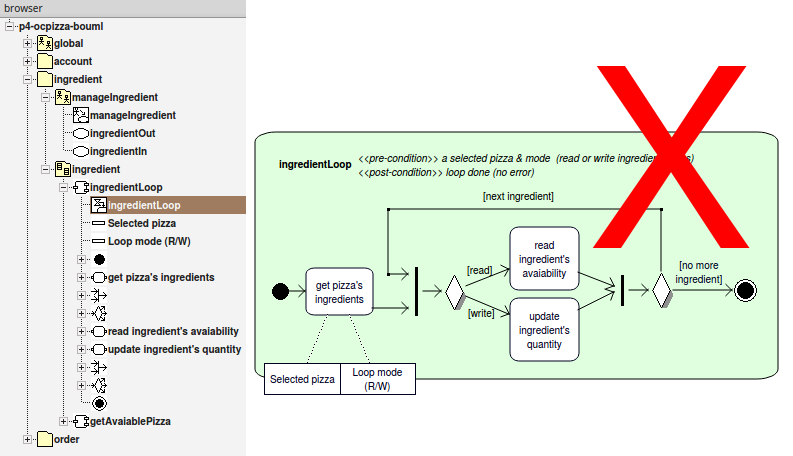 browser
p4-ocpizza-bouml
global
account
ingredient
manageIngredient
manageIngredient
ingredientOut
ingredientIn
ingredient
ingredientLoop
ingredientLoop
Selected pizza
Loop mode (R/W)
get pizza's ingredients
read ingredient's avaiability
update ingredient's quantity
getAvaiablePizza
order
ingredientLoop
<<pre-condition>> a selected pizza & mode (read or write ingredien
<<post-condition>> loop done (no error)
[next ingredient]
get pizza's
ingredients
[read]
[write]
read
ingredient's
avaiability
update
ingredient's
quantity
[no more
ingredient]
Selected pizza
Loop mode
(R/W)